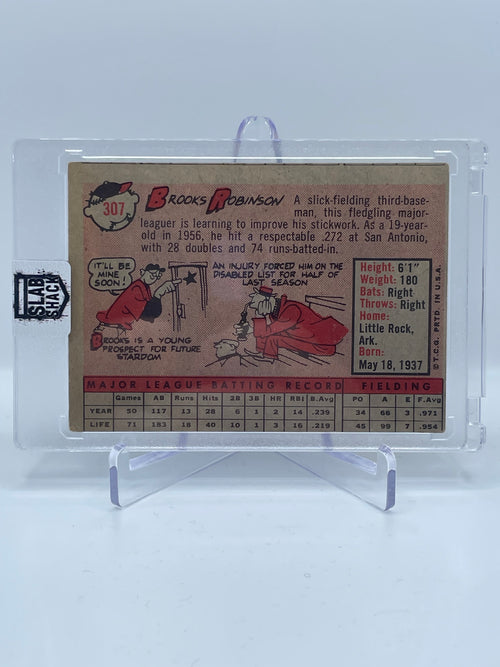 307
BROOKS ROBINSON A slick-fielding third-base-
man, this fledgling major-
leaguer is learning to improve his stickwork. As a 19-year-
old in 1956, he hit a respectable .272 at San Antonio,
with 28 doubles and 74 runs-batted-in.
IT'LL BE
MINE
SOON!
BROOKS IS A YOUNG
PROSPECT FOR FUTURE
STARDOM
AN INJURY FORCED HIM ON THE
DISABLED LIST FOR HALF OF
LAST SEASON
Height: 6'1"
Weight: 180
Bats: Right
Throws: Right
Home:
Little Rock,
Ark.
Born:
May 18, 1937
© T.C.G. PRTD. IN U.S.A.
MAJOR LEAGUE BATTING RECORD FIELDING
Games AB Runs Hits 2B 3B HR RBI B.Avg PO A E F.Avg
YEAR 50 117 13 28 6 1 2 14 .239 34 66 3 .971
LIFE 71 183 18 40 10 1 3 16 .219 45 99 7 .954
SLAB
SHACK